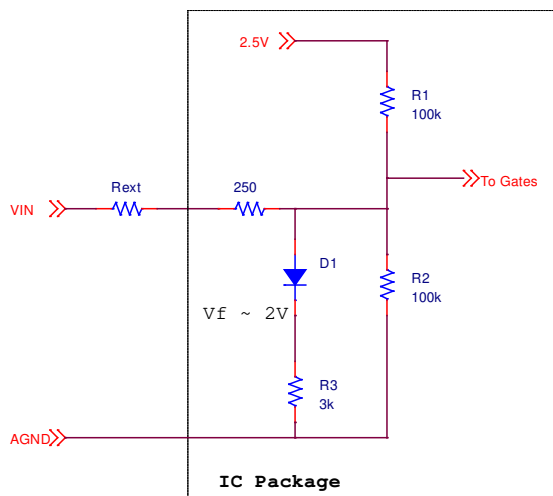 2.5V
R1
100k
To Gates
Rext
250
VIN
D1
R2
100k
Vf ~ 2V
R3
3k
AGND
IC Package